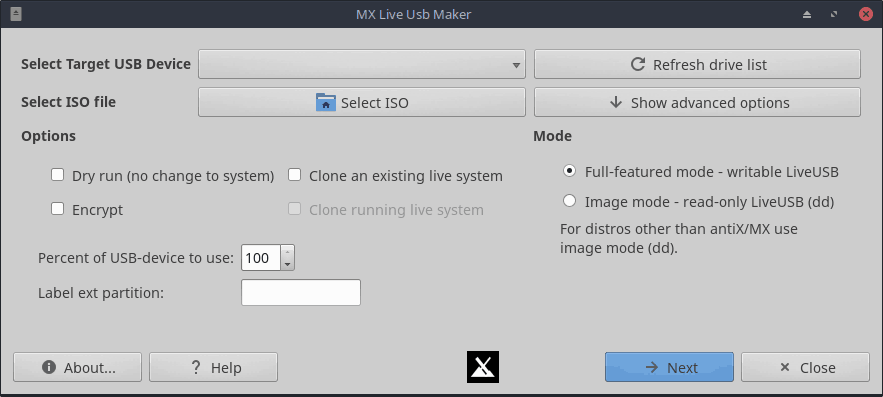 MX Live Usb Maker
Select Target USB Device
Refresh drive list
Select ISO file
Select ISO
Show advanced options
Options
Mode
Dry run (no change to system)
Clone an existing live system
Full-featured mode - writable LiveUSB
Encrypt
Clone running live system
Image mode - read-only LiveUSB (dd)
For distros other than antiX/MX use
image mode (dd).
Percent of USB-device to use:
100
Label ext partition:
About...
Help
Next
Close